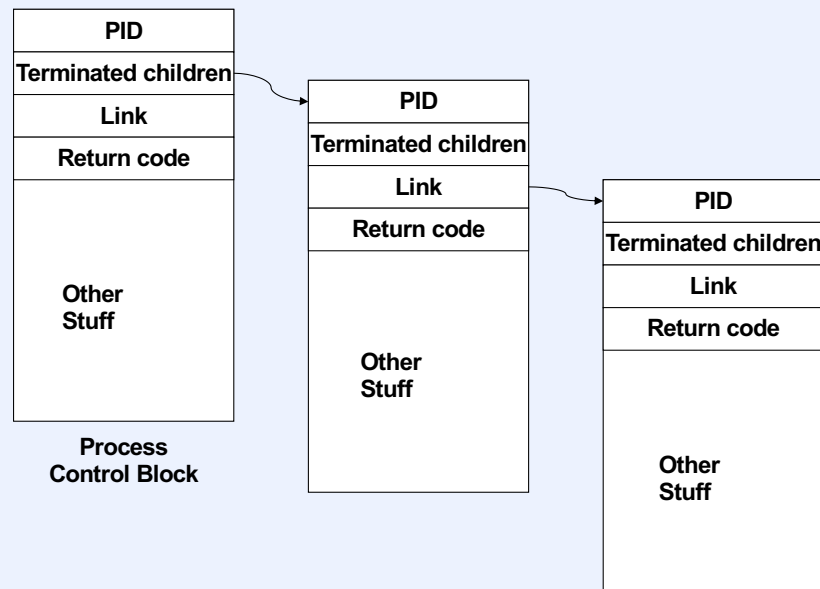 PID
Terminated children
Link
Return code
Other
Stuff
Process
Control Block
PID
Terminated children
Link
Return code
Other
Stuff
PID
Terminated children
Link
Return code
Other
Stuff